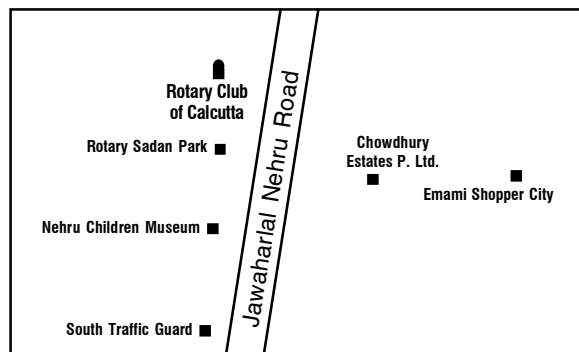 Rotary Club
of Calcutta
Rotary Sadan Park
Nehru Children Museum
South Traffic Guard
Jawaharlal Nehru Road
Chowdhury
Estates P. Ltd.
Emami Shopper City